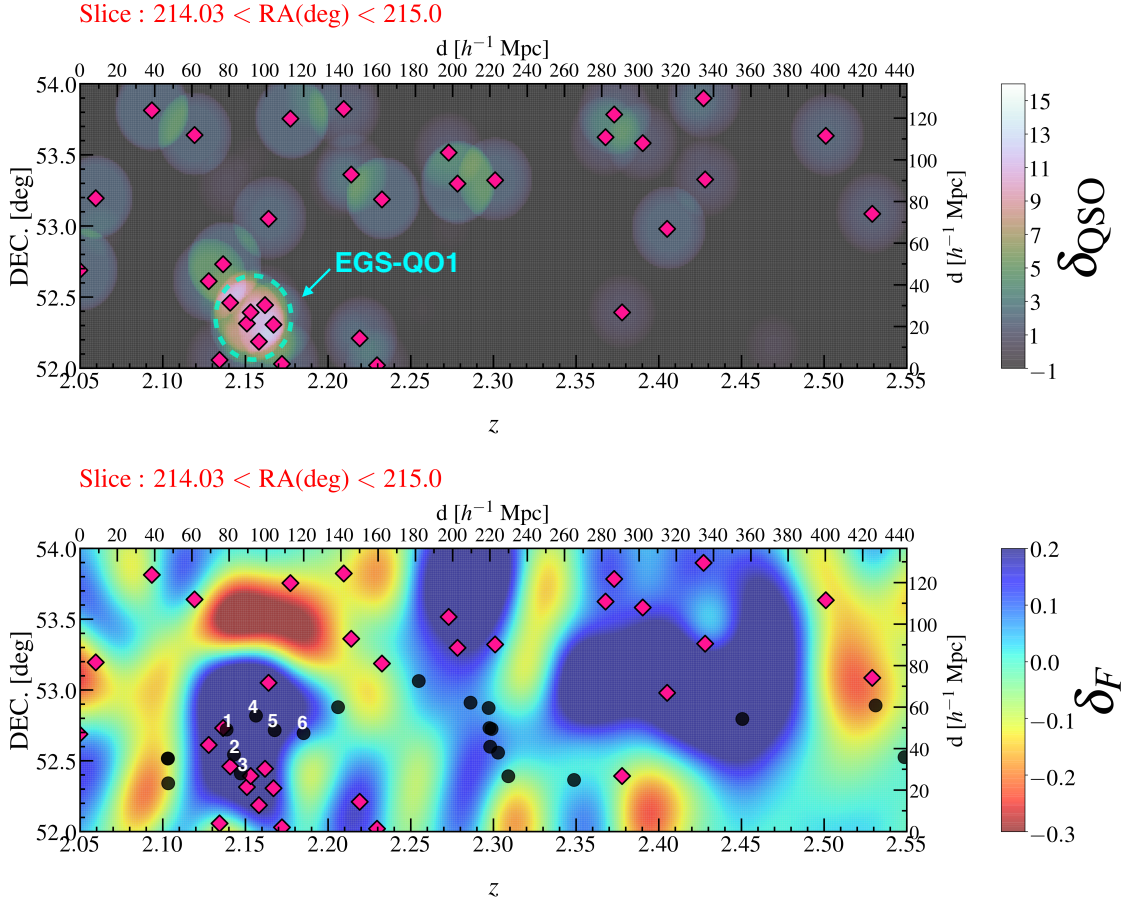 Slice : 214.03 < RA(deg) < 215.0
d [h⁻¹ Mpc]
0 20 40 60 80 100 120 140 160 180 200 220 240 260 280 300 320 340 360 380 400 420 440
54.0
53.5
53.0
52.5
52.0
DEC. [deg]
EGS-QO1
120
100
80
60
40
20
0
d [h⁻¹ Mpc]
2.05 2.10 2.15 2.20 2.25 2.30 2.35 2.40 2.45 2.50 2.55
z
15
13
11
9
7
5
3
1
−1
δQSO
Slice : 214.03 < RA(deg) < 215.0
d [h⁻¹ Mpc]
0 20 40 60 80 100 120 140 160 180 200 220 240 260 280 300 320 340 360 380 400 420 440
54.0
53.5
53.0
52.5
52.0
DEC. [deg]
4
1 5 6
2
3
120
100
80
60
40
20
0
d [h⁻¹ Mpc]
2.05 2.10 2.15 2.20 2.25 2.30 2.35 2.40 2.45 2.50 2.55
z
0.2
0.1
0.0
−0.1
−0.2
−0.3
δF